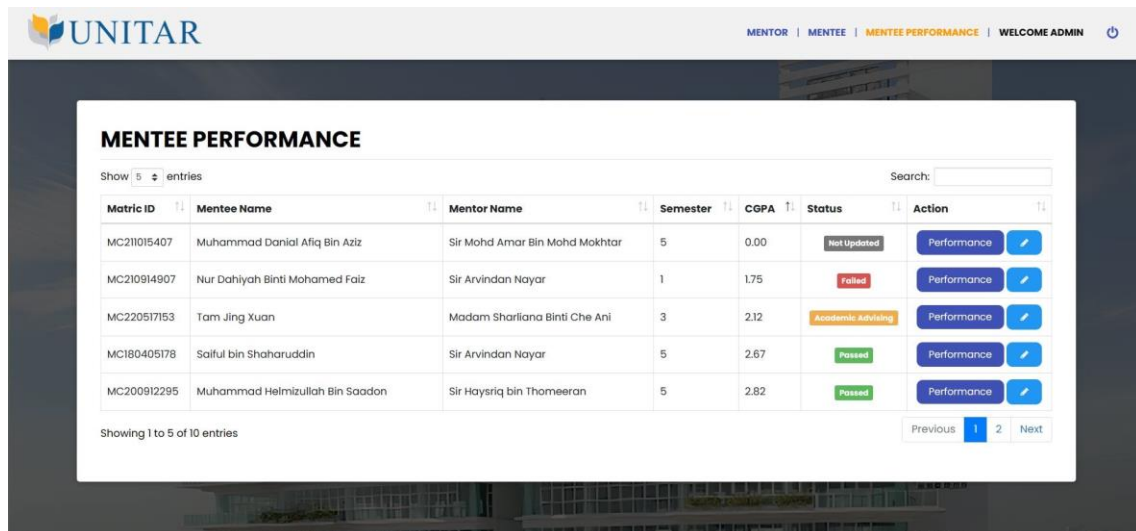 UNITAR
MENTOR | MENTEE | MENTEE PERFORMANCE | WELCOME ADMIN
MENTEE PERFORMANCE
Show 5 entries
Search:
Matric ID Mentee Name Mentor Name Semester CGPA Status Action
MC211015407 Muhammad Danial Afiq Bin Aziz Sir Mohd Amar Bin Mohd Mokhtar 5 0.00 Not Updated Performance
MC210914907 Nur Dahiyah Binti Mohamed Faiz Sir Arvindan Nayar 1 1.75 Failed Performance
MC220517153 Tam Jing Xuan Madam Sharliana Binti Che Ani 3 2.12 Academic Advising Performance
MC180405178 Saiful bin Shaharuddin Sir Arvindan Nayar 5 2.67 Passed Performance
MC200912295 Muhammad Helmizullah Bin Saadon Sir Haysriq bin Thomeeran 5 2.82 Passed Performance
Showing 1 to 5 of 10 entries
Previous 1 2 Next